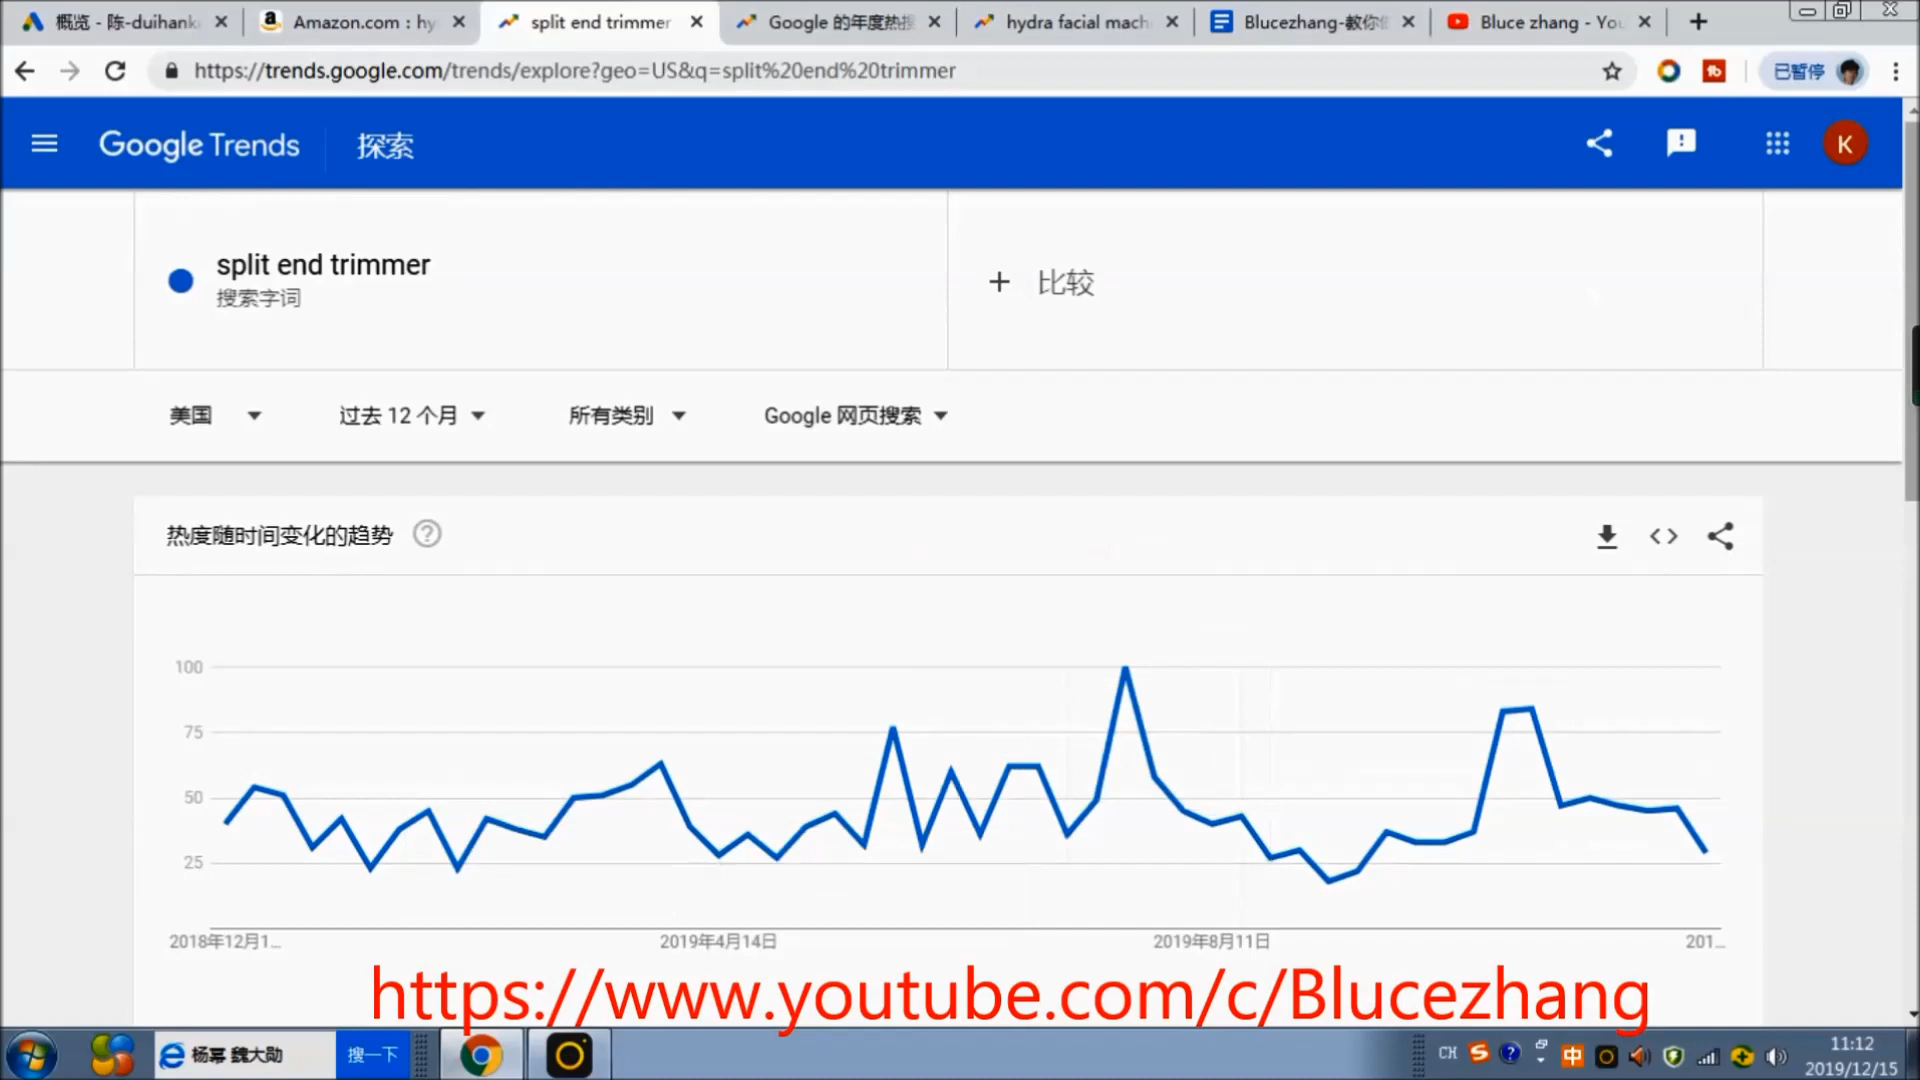 概览 - 陈-duihank
Amazon.com : hy
split end trimmer
Google 的年度热搜
hydra facial mach
Blucezhang-教你
Bluce zhang - You
https://trends.google.com/trends/explore?geo=US&q=split%20end%20trimmer
已暂停
Google Trends
探索
K
split end trimmer
搜索字词
+ 比较
美国
过去 12 个月
所有类别
Google 网页搜索
热度随时间变化的趋势
100
75
50
25
2018年12月1...
2019年4月14日
2019年8月11日
201...
https://www.youtube.com/c/Blucezhang
杨幂 魏大勋
搜一下
CH
中
11:12
2019/12/15